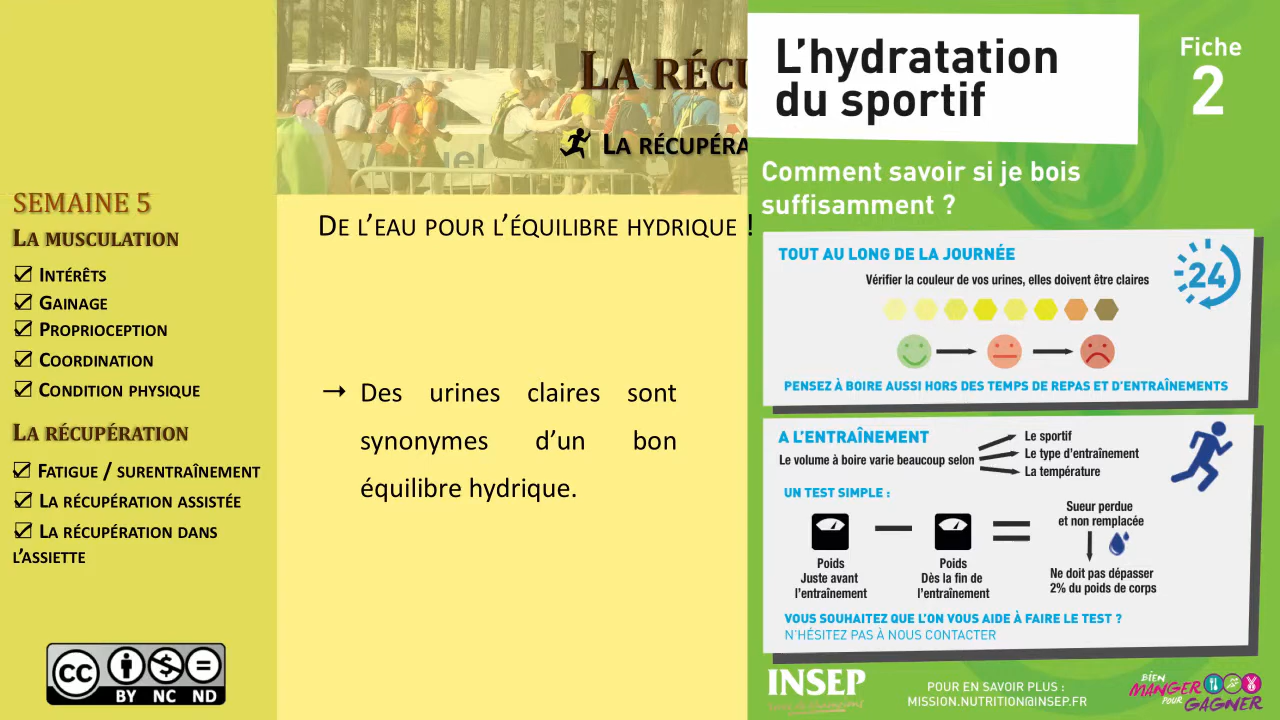 SEMAINE 5
LA MUSCULATION
☑ INTÉRÊTS
☑ GAINAGE
☑ PROPRIOCEPTION
☑ COORDINATION
☑ CONDITION PHYSIQUE
LA RÉCUPÉRATION
☑ FATIGUE / SURENTRAÎNEMENT
☑ LA RÉCUPÉRATION ASSISTÉE
☑ LA RÉCUPÉRATION DANS
L’ASSIETTE
CC BY NC ND
LA RÉCU
LA RÉCUPÉRA
DE L’EAU POUR L’ÉQUILIBRE HYDRIQUE !
→ Des urines claires sont
synonymes d’un bon
équilibre hydrique.
L’hydratation
du sportif
Fiche
2
Comment savoir si je bois
suffisamment ?
TOUT AU LONG DE LA JOURNÉE
24
Vérifier la couleur de vos urines, elles doivent être claires
PENSEZ À BOIRE AUSSI HORS DES TEMPS DE REPAS ET D’ENTRAÎNEMENTS
A L’ENTRAÎNEMENT
Le volume à boire varie beaucoup selon
Le sportif
Le type d’entraînement
La température
UN TEST SIMPLE :
Poids
Juste avant
l’entraînement
Poids
Dès la fin de
l’entraînement
Sueur perdue
et non remplacée
Ne doit pas dépasser
2% du poids de corps
VOUS SOUHAITEZ QUE L’ON VOUS AIDE À FAIRE LE TEST ?
N’HÉSITEZ PAS À NOUS CONTACTER
INSEP
POUR EN SAVOIR PLUS :
MISSION.NUTRITION@INSEP.FR
BIEN
MANGER
POUR
GAGNER